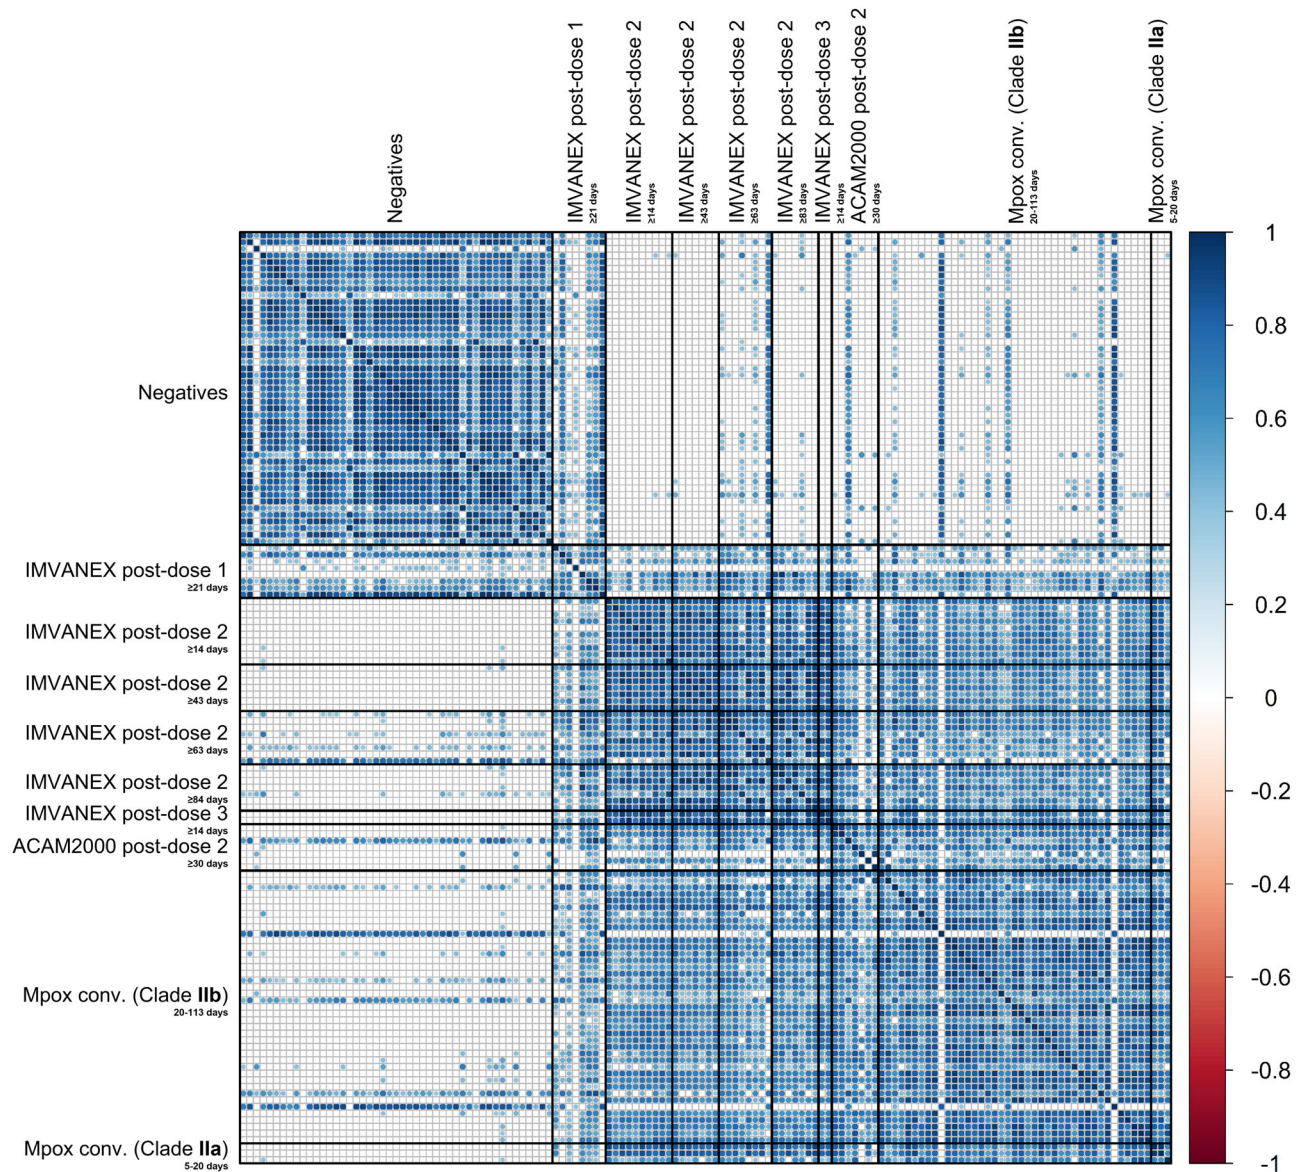 Negatives
IMVANEX post-dose 1
≥21 days
IMVANEX post-dose 2
≥14 days
IMVANEX post-dose 2
≥43 days
IMVANEX post-dose 2
≥63 days
IMVANEX post-dose 2
≥83 days
IMVANEX post-dose 3
≥14 days
ACAM2000 post-dose 2
≥30 days
Mpox conv. (Clade IIb)
20-113 days
Mpox conv. (Clade IIa)
5-20 days
Negatives
IMVANEX post-dose 1
≥21 days
IMVANEX post-dose 2
≥14 days
IMVANEX post-dose 2
≥43 days
IMVANEX post-dose 2
≥63 days
IMVANEX post-dose 2
≥84 days
IMVANEX post-dose 3
≥14 days
ACAM2000 post-dose 2
≥30 days
Mpox conv. (Clade IIb)
20-113 days
Mpox conv. (Clade IIa)
5-20 days
1
0.8
0.6
0.4
0.2
0
-0.2
-0.4
-0.6
-0.8
-1